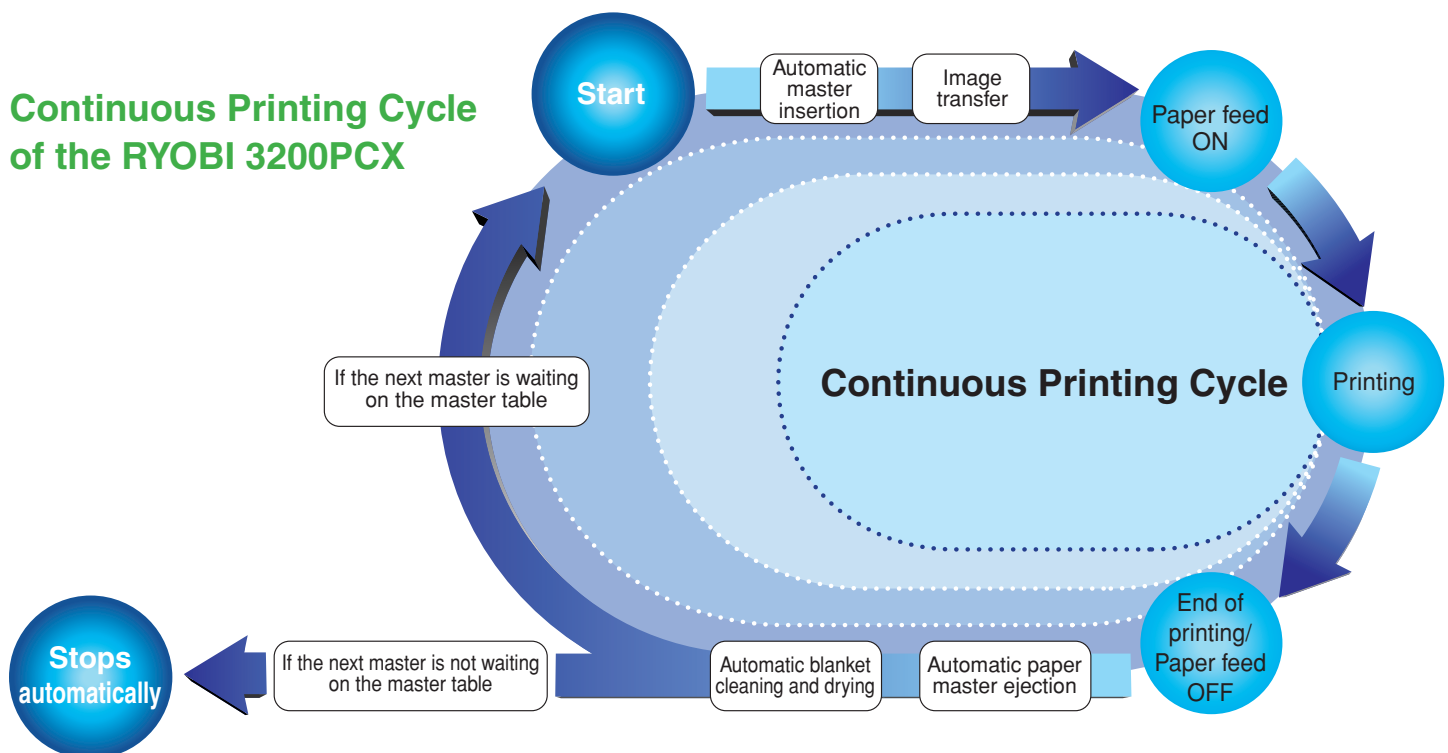 Continuous Printing Cycle
of the RYOBI 3200PCX
Start
Automatic
master
insertion
Image
transfer
Paper feed
ON
Printing
Continuous Printing Cycle
If the next master is waiting
on the master table
End of
printing/
Paper feed
OFF
Automatic paper
master ejection
Automatic blanket
cleaning and drying
If the next master is not waiting
on the master table
Stops
automatically